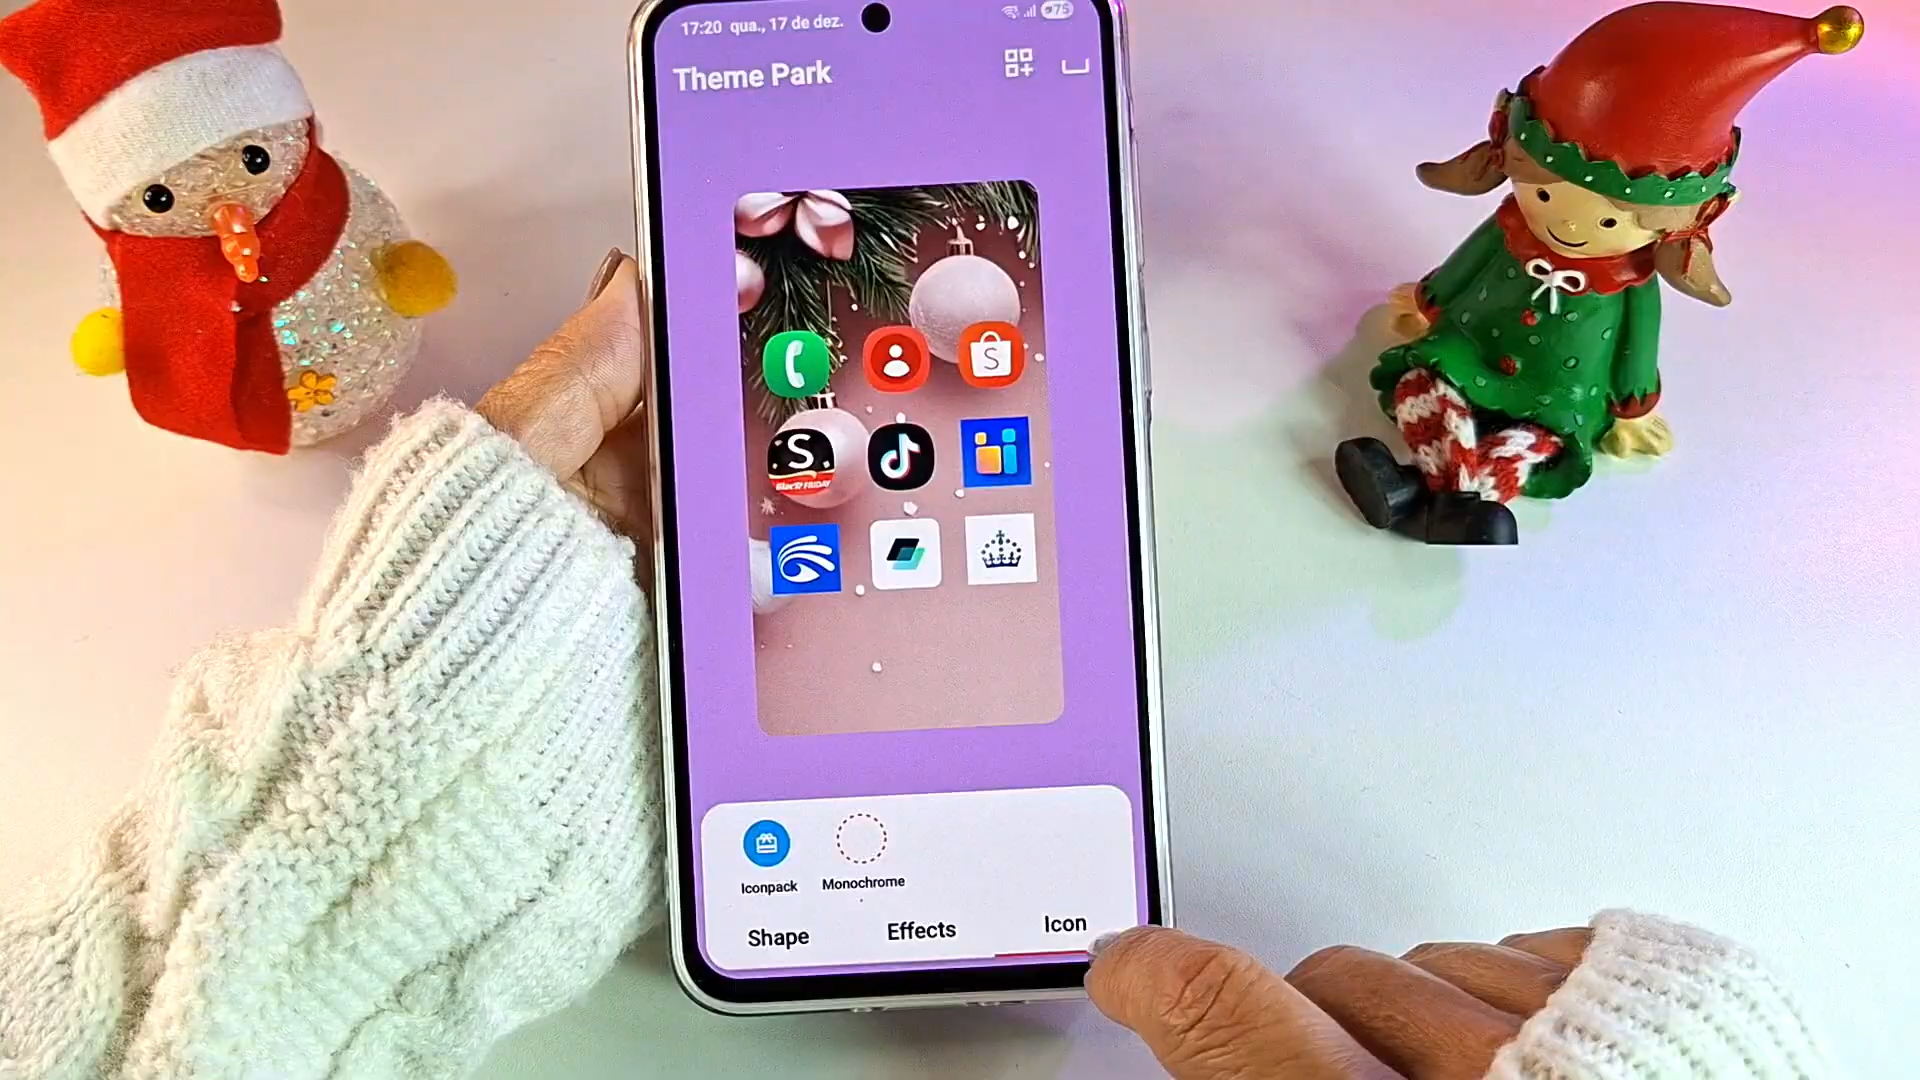 17:20 qua., 17 de dez. 75
Theme Park
S
S
Black FRIDAY
Iconpack
Monochrome
Shape
Effects
Icon